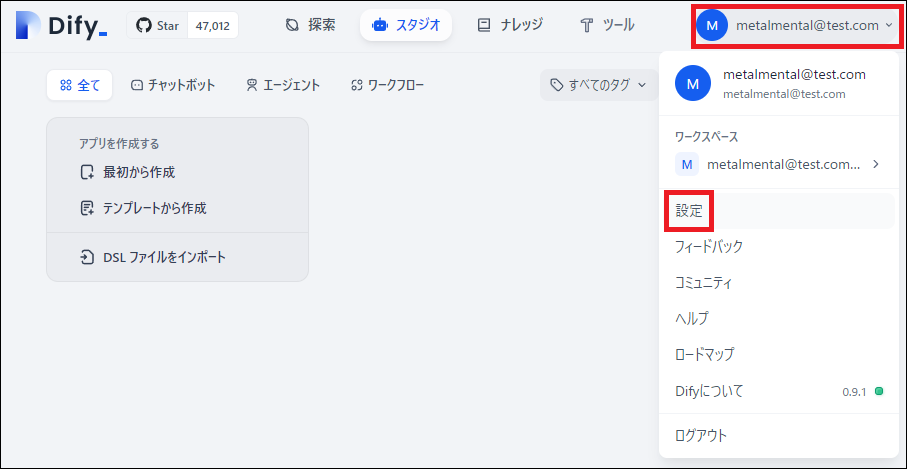 Dify_
Star 47,012
探索
スタジオ
ナレッジ
ツール
M metalmental@test.com
全て
チャットボット
エージェント
ワークフロー
すべてのタグ
M metalmental@test.com
metalmental@test.com
ワークスペース
M metalmental@test.com...
アプリを作成する
最初から作成
テンプレートから作成
DSL ファイルをインポート
設定
フィードバック
コミュニティ
ヘルプ
ロードマップ
Difyについて 0.9.1
ログアウト